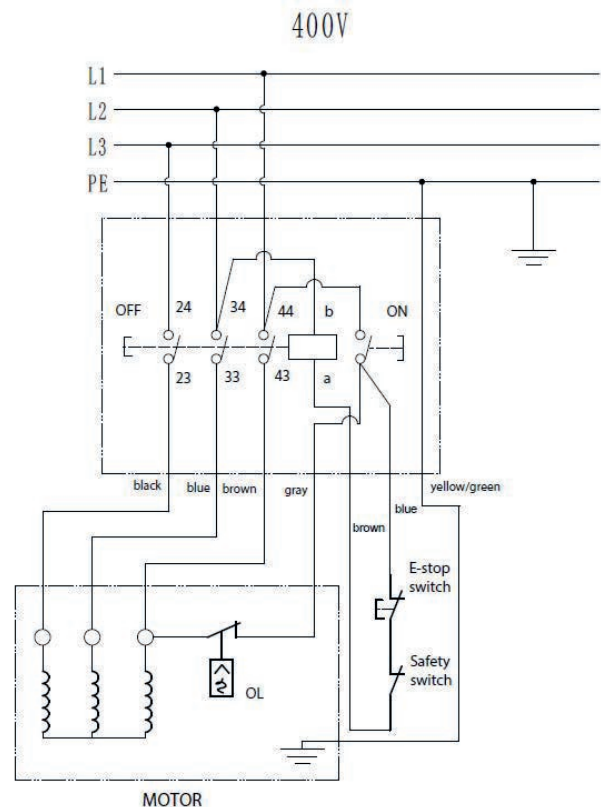 400V
L1
L2
L3
PE
OFF
24
34
44
b
ON
23
33
43
a
black
blue
brown
gray
brown
blue
yellow/green
E-stop
switch
Safety
switch
OL
MOTOR